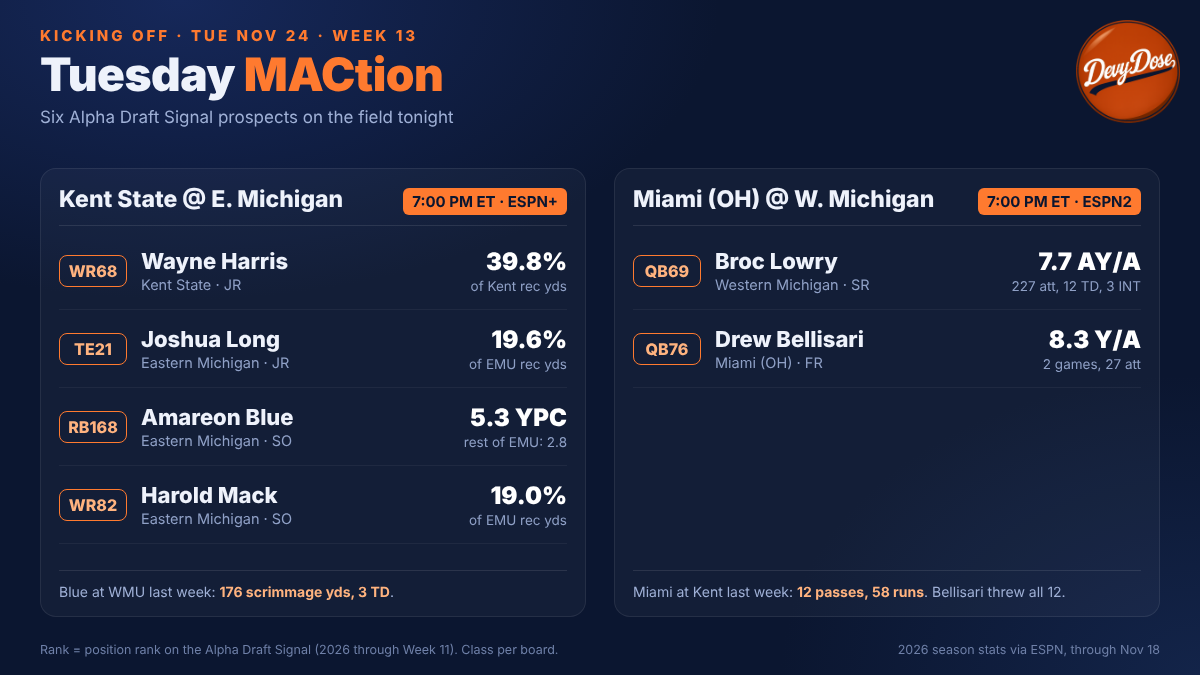 KICKING OFF · TUE NOV 24 · WEEK 13
Tuesday MACtion
Six Alpha Draft Signal prospects on the field tonight
DevyDose
Kent State @ E. Michigan
7:00 PM ET · ESPN+
WR68
Wayne Harris
39.8%
Kent State · JR
of Kent rec yds
TE21
Joshua Long
19.6%
Eastern Michigan · JR
of EMU rec yds
RB168
Amareon Blue
5.3 YPC
Eastern Michigan · SO
rest of EMU: 2.8
WR82
Harold Mack
19.0%
Eastern Michigan · SO
of EMU rec yds
Blue at WMU last week: 176 scrimmage yds, 3 TD.
Miami (OH) @ W. Michigan
7:00 PM ET · ESPN2
QB69
Broc Lowry
7.7 AY/A
Western Michigan · SR
227 att, 12 TD, 3 INT
QB76
Drew Bellisari
8.3 Y/A
Miami (OH) · FR
2 games, 27 att
Miami at Kent last week: 12 passes, 58 runs. Bellisari threw all 12.
Rank = position rank on the Alpha Draft Signal (2026 through Week 11). Class per board.
2026 season stats via ESPN, through Nov 18